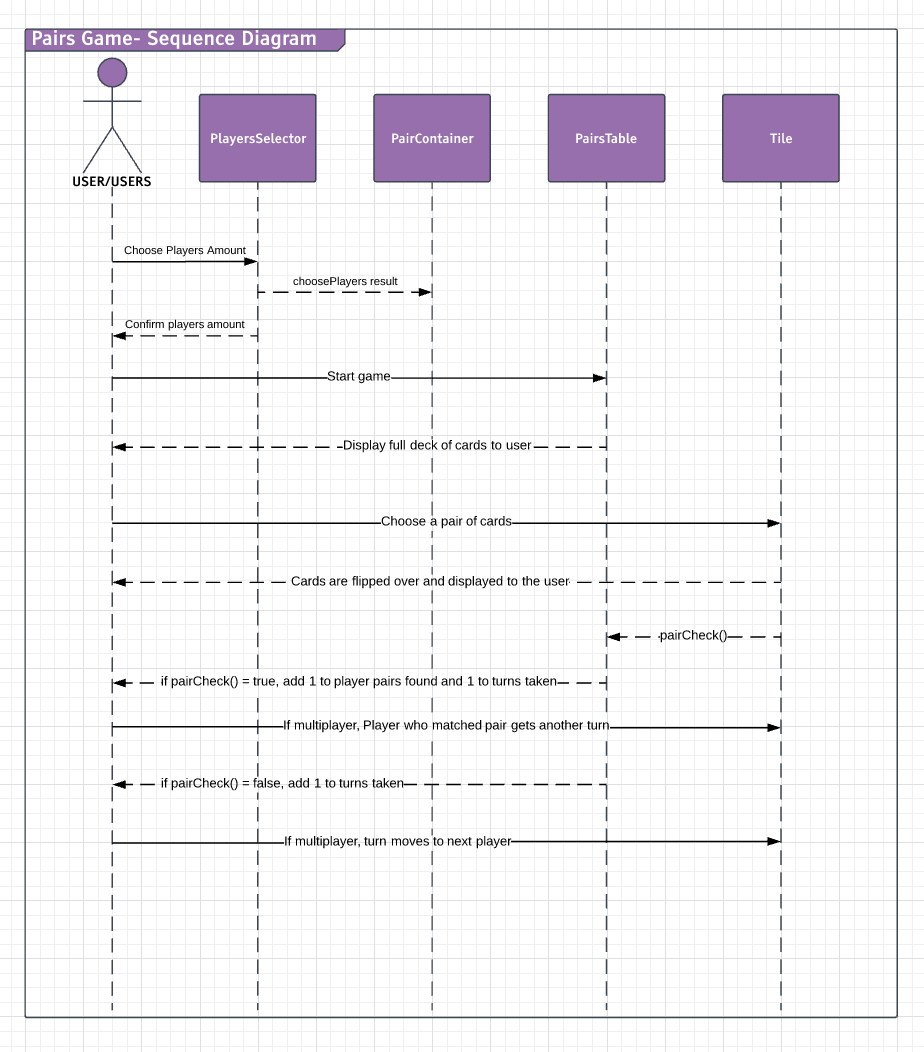 Pairs Game- Sequence Diagram
USER/USERS
PlayersSelector
PairContainer
PairsTable
Tile
Choose Players Amount
choosePlayers result
Confirm players amount
Start game
Display full deck of cards to user
Choose a pair of cards
Cards are flipped over and displayed to the user
pairCheck()
if pairCheck() = true, add 1 to player pairs found and 1 to turns taken
If multiplayer, Player who matched pair gets another turn
if pairCheck() = false, add 1 to turns taken
If multiplayer, turn moves to next player